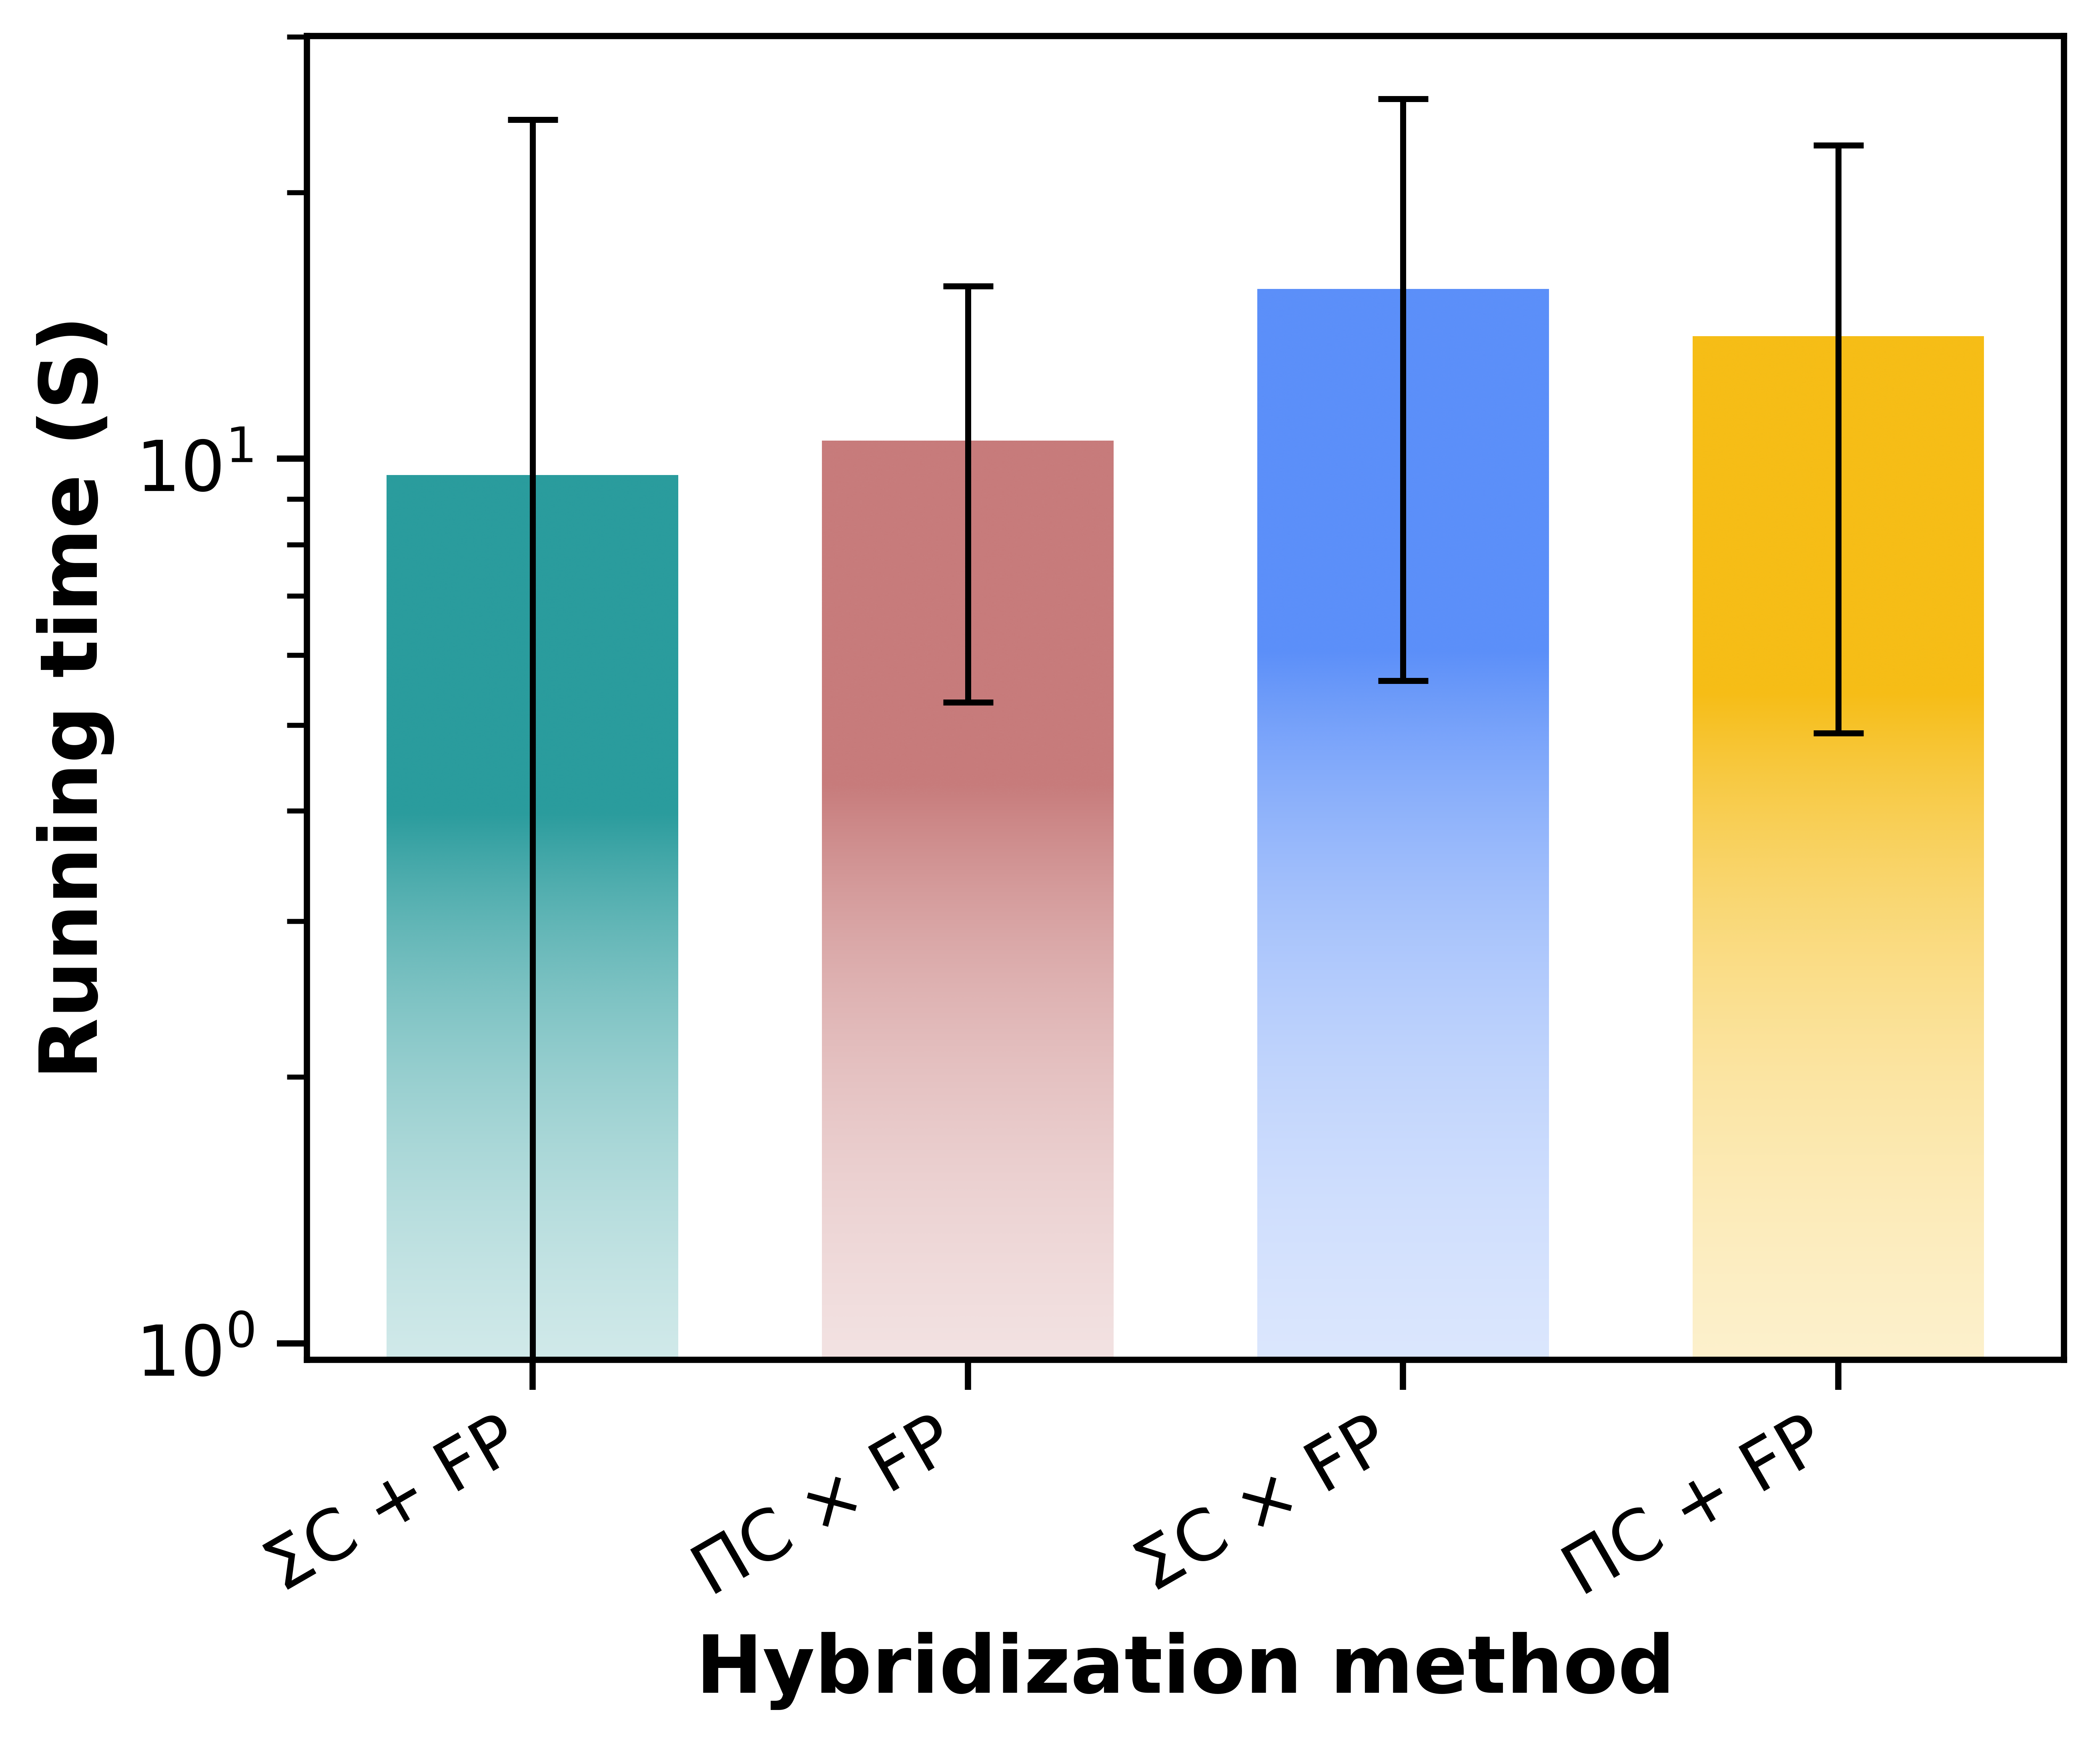 Running time (S)
10¹
10⁰
ΣC + FP
ΠC × FP
ΣC × FP
ΠC + FP
Hybridization method